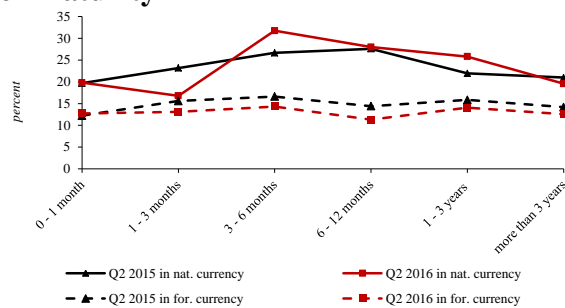 35
30
25
20
15
10
5
0
percent
0 - 1 month
1 - 3 months
3 - 6 months
6 - 12 months
1 - 3 years
more than 3 years
Q2 2015 in nat. currency
Q2 2016 in nat. currency
Q2 2015 in for. currency
Q2 2016 in for. currency